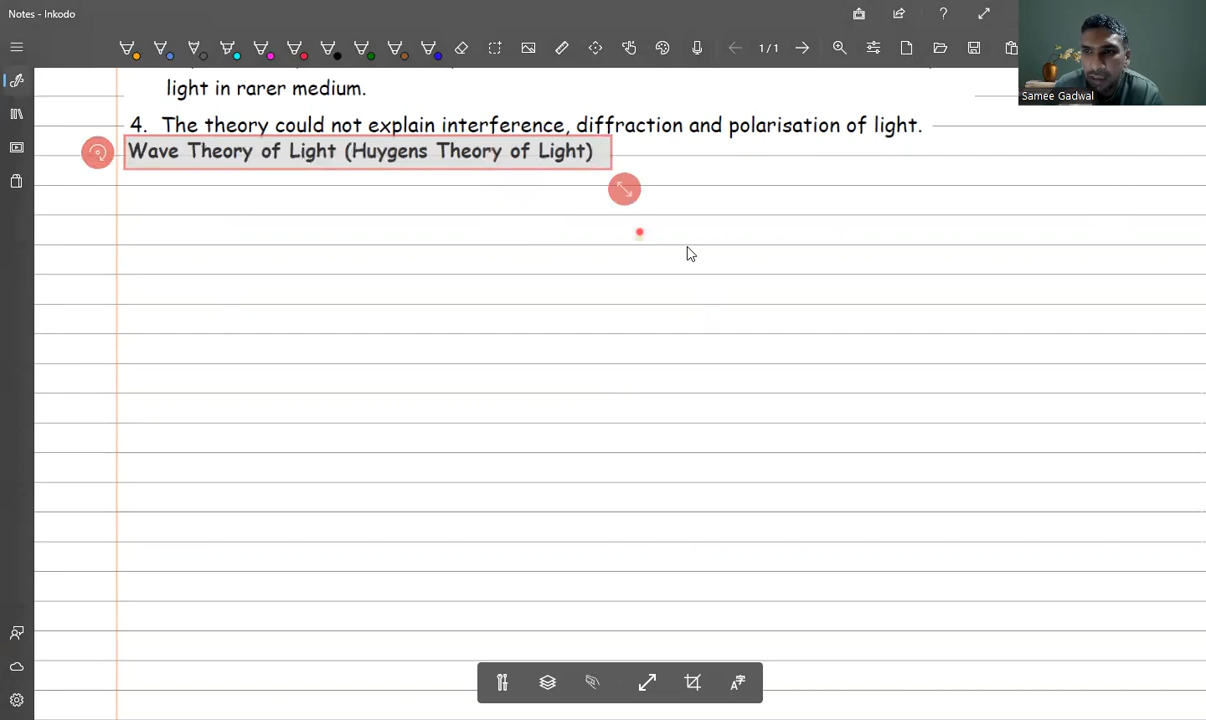 Notes - Inkodo
1 / 1
Samee Gadwal
light in rarer medium.
4. The theory could not explain interference, diffraction and polarisation of light.
Wave Theory of Light (Huygens Theory of Light)